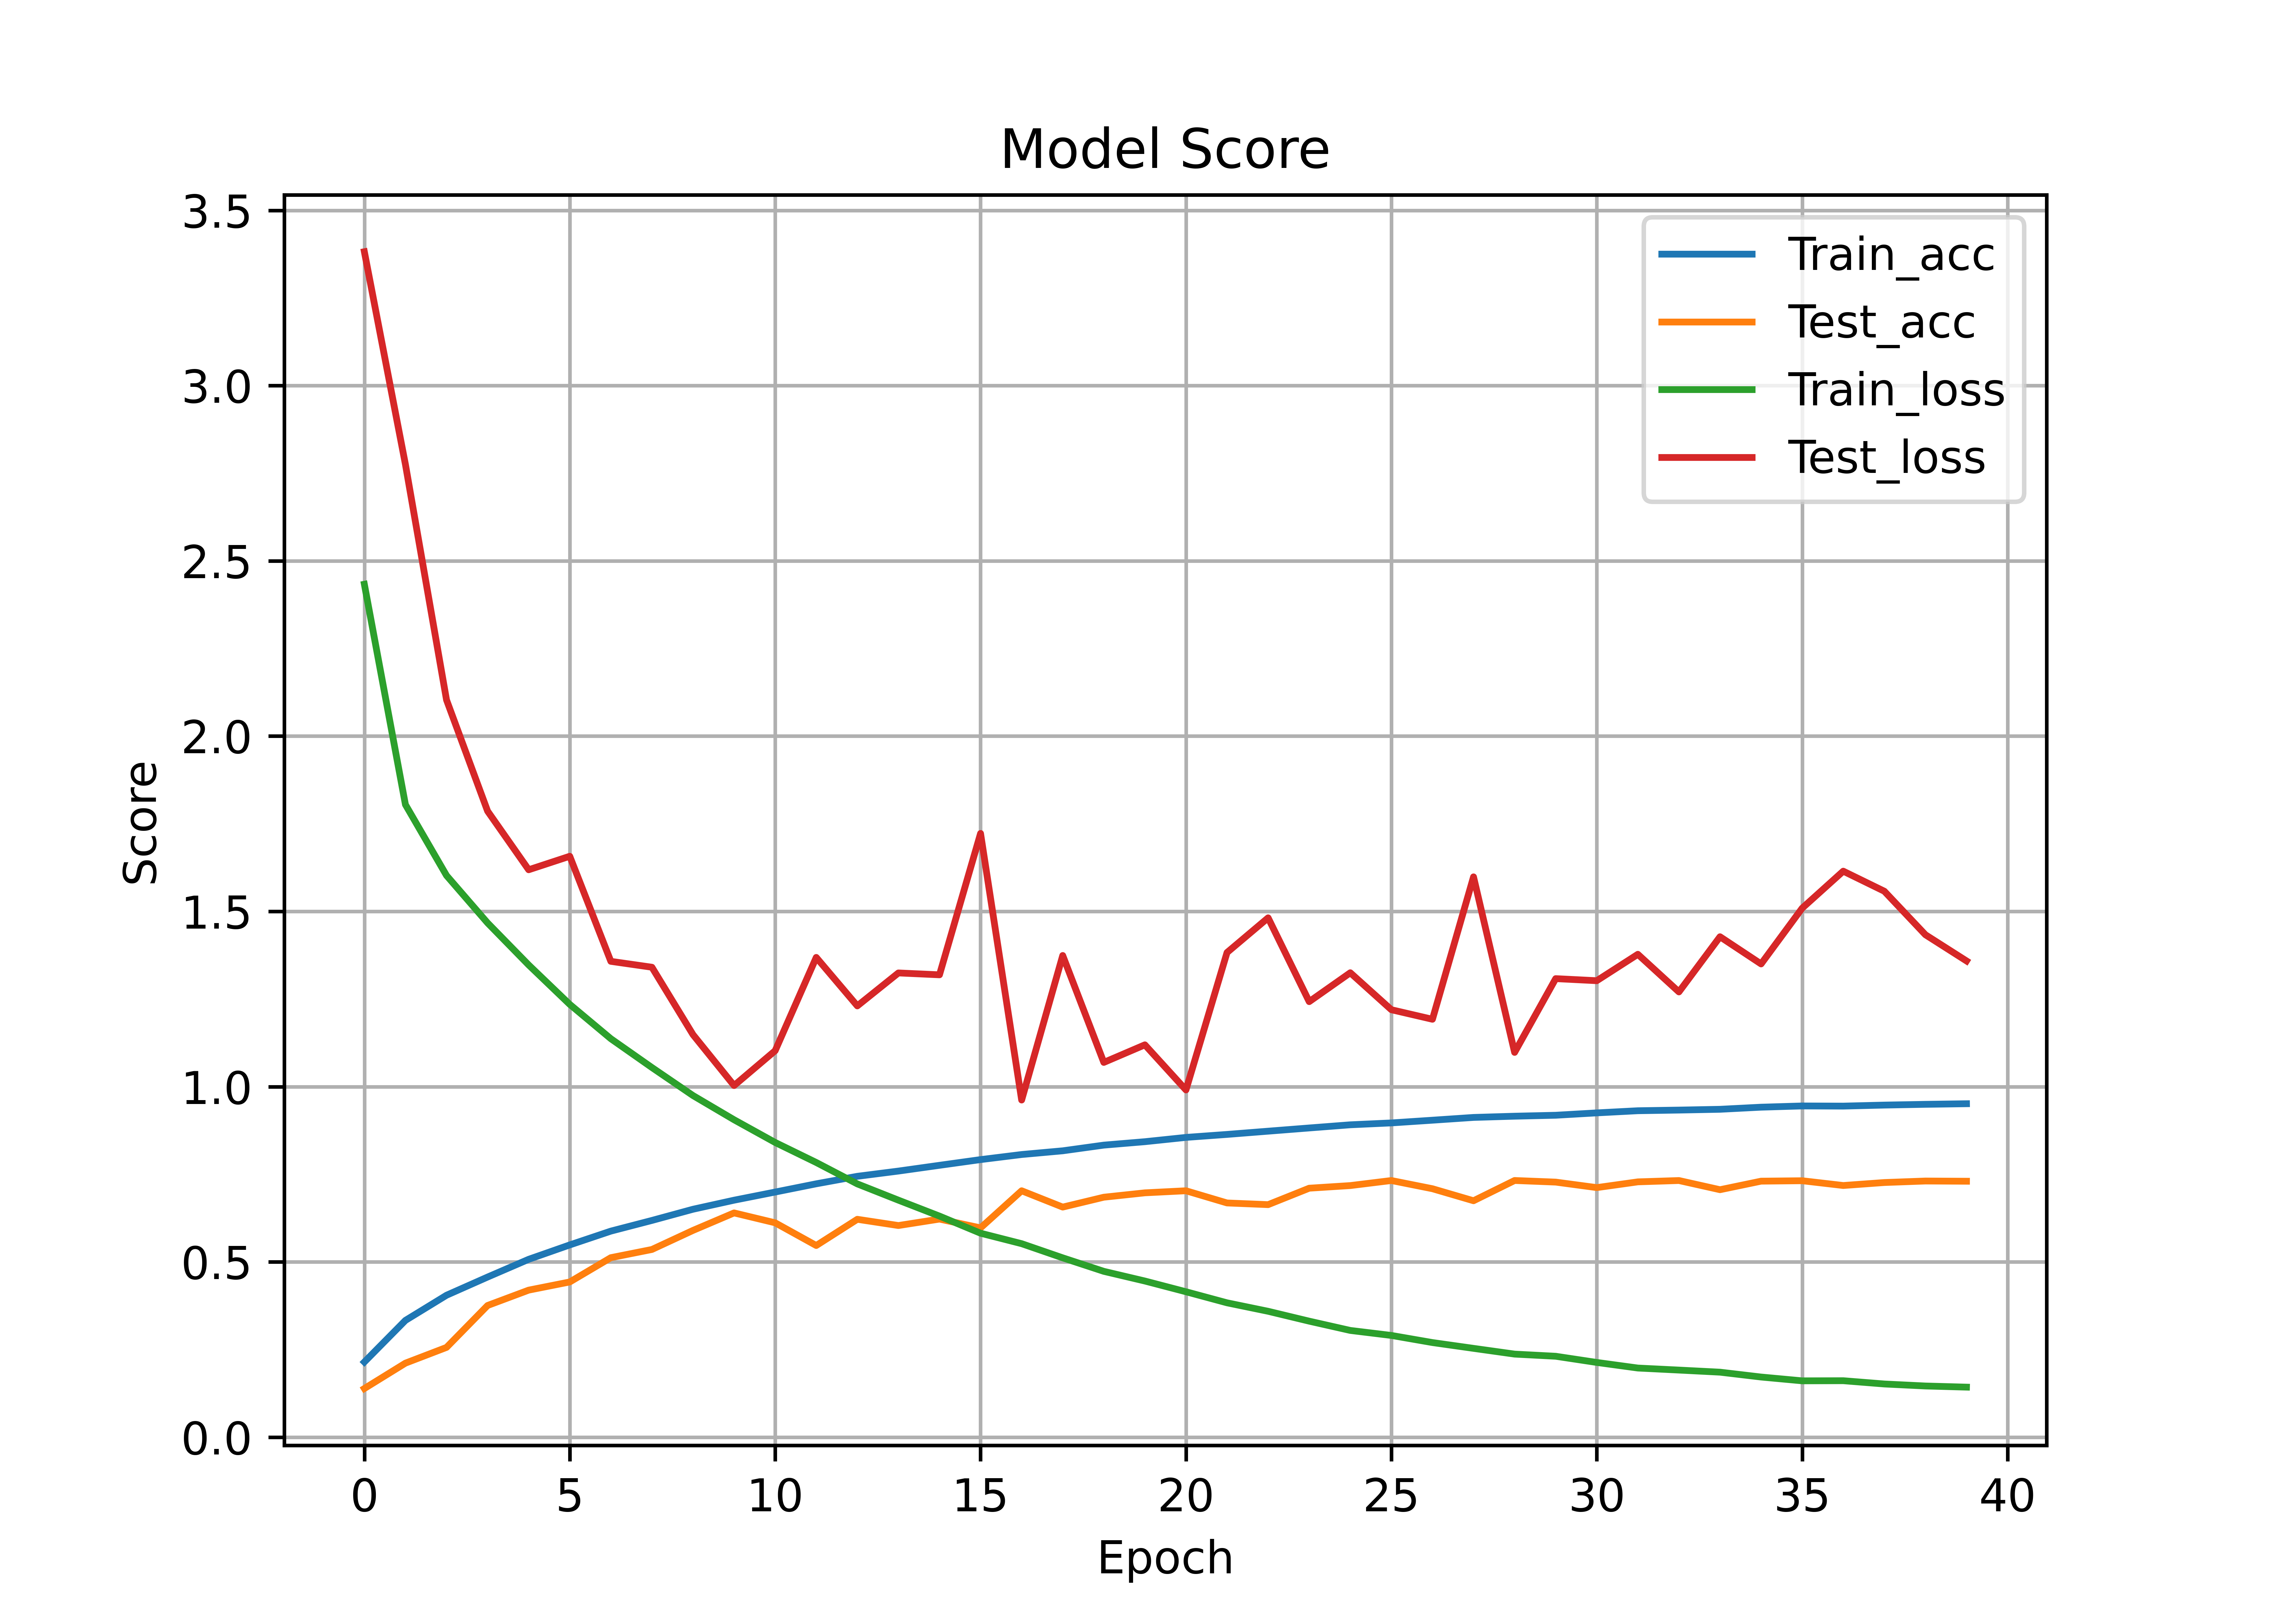 Model Score
3.5
3.0
2.5
2.0
1.5
1.0
0.5
0.0
Score
0 5 10 15 20 25 30 35 40
Epoch
Train_acc
Test_acc
Train_loss
Test_loss